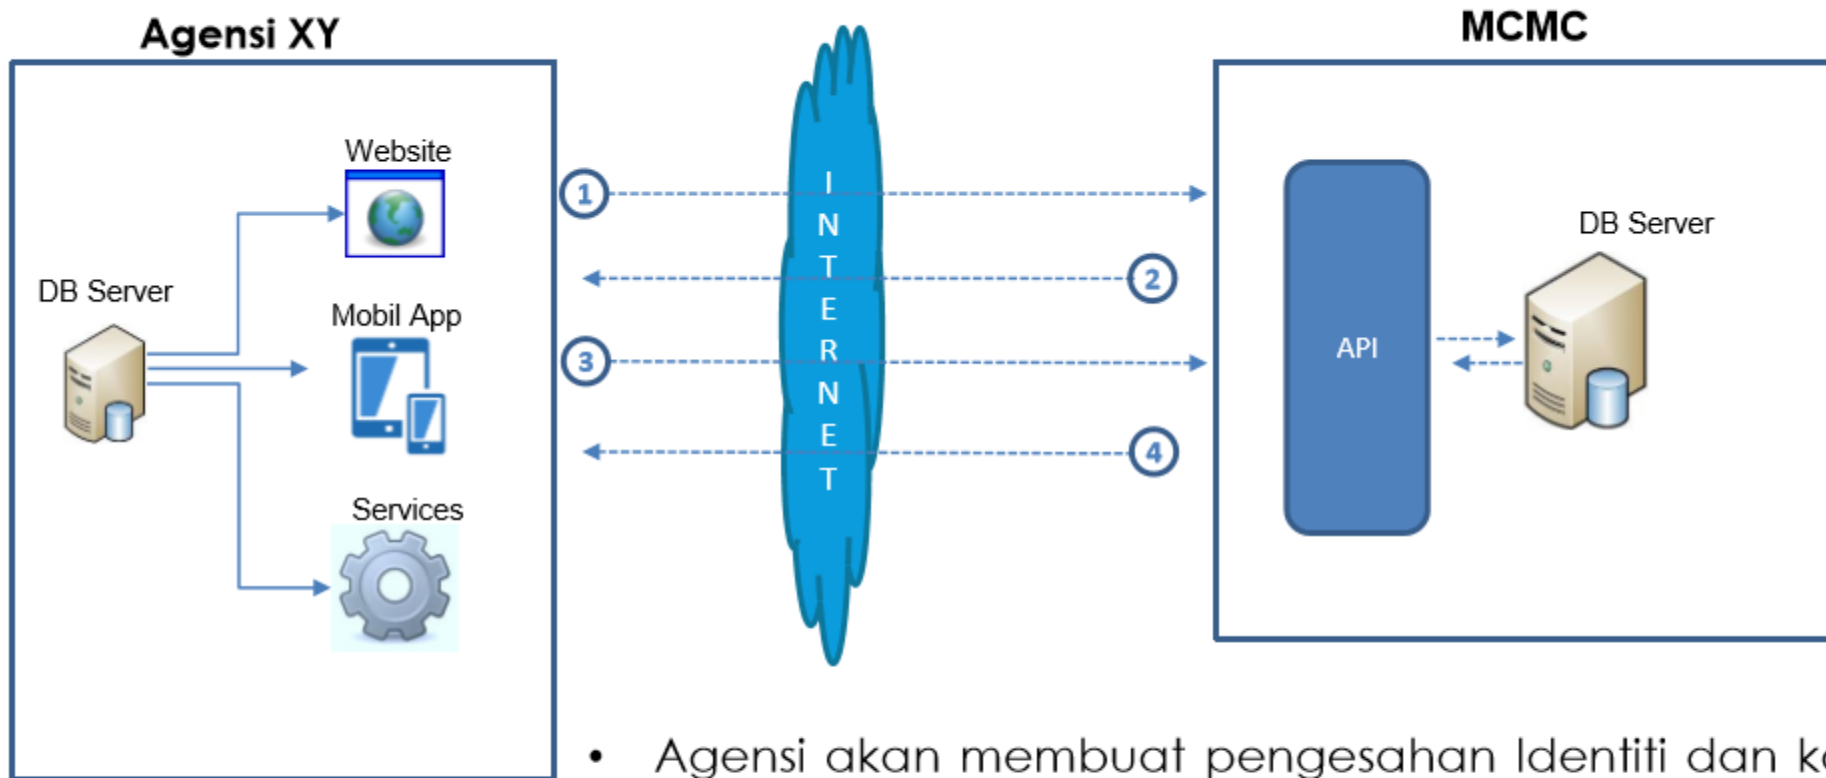 Agensi XY
MCMC
Website
DB Server
Mobil App
Services
1
2
3
4
INTERNET
API
DB Server
• Agensi akan membuat pengesahan Identiti dan